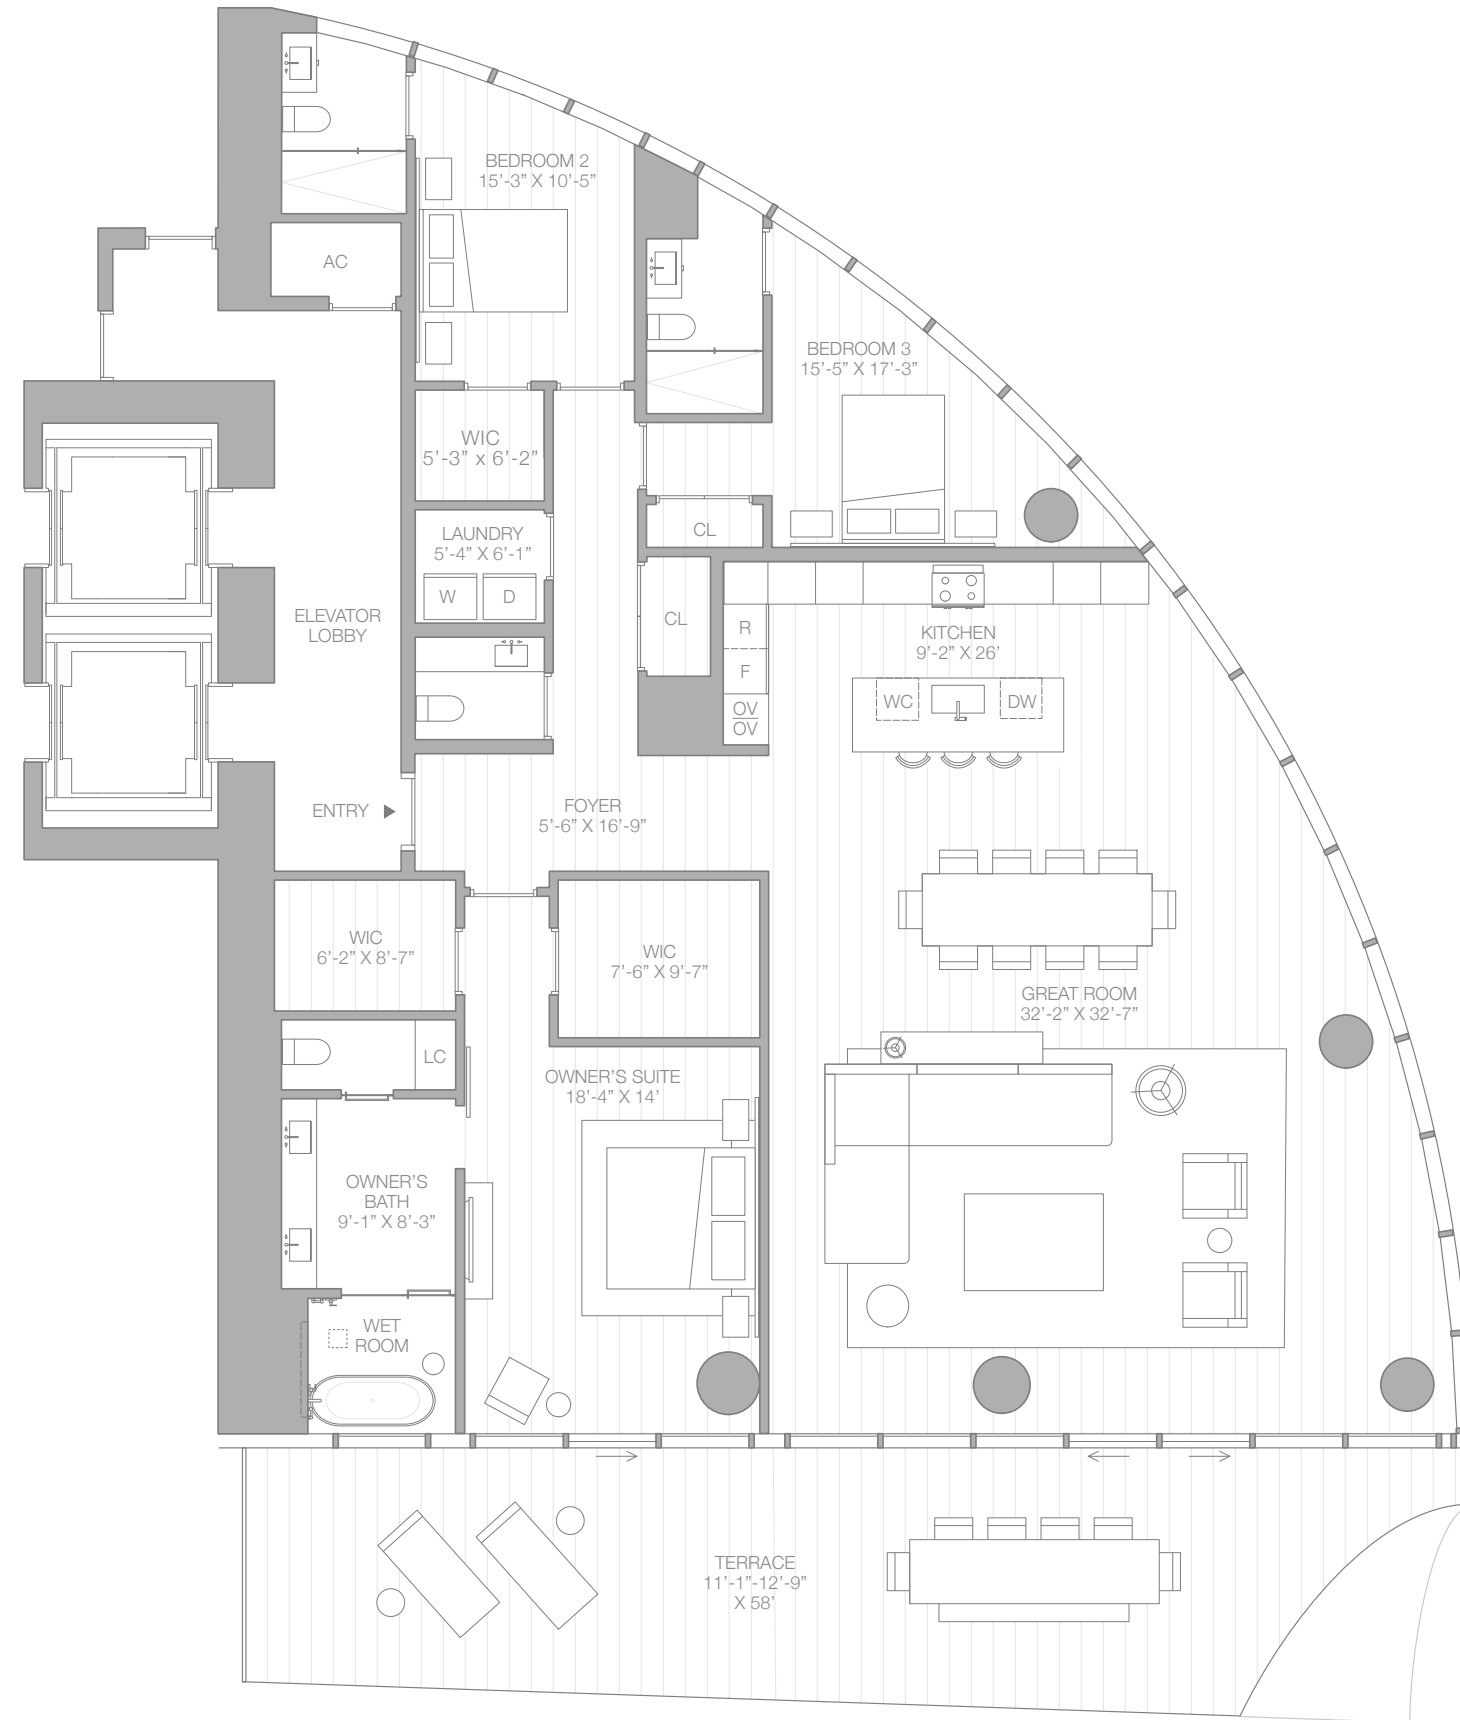 BEDROOM 2
15'-3" X 10'-5"
AC
BEDROOM 3
15'-5" X 17'-3"
WIC
5'-3" x 6'-2"
CL
LAUNDRY
5'-4" X 6'-1"
W
D
ELEVATOR
LOBBY
CL
R
F
OV
OV
KITCHEN
9'-2" X 26'
WC
DW
ENTRY
FOYER
5'-6" X 16'-9"
WIC
6'-2" X 8'-7"
WIC
7'-6" X 9'-7"
GREAT ROOM
32'-2" X 32'-7"
LC
OWNER'S SUITE
18'-4" X 14'
OWNER'S
BATH
9'-1" X 8'-3"
WET
ROOM
TERRACE
11'-1"-12'-9"
X 58'